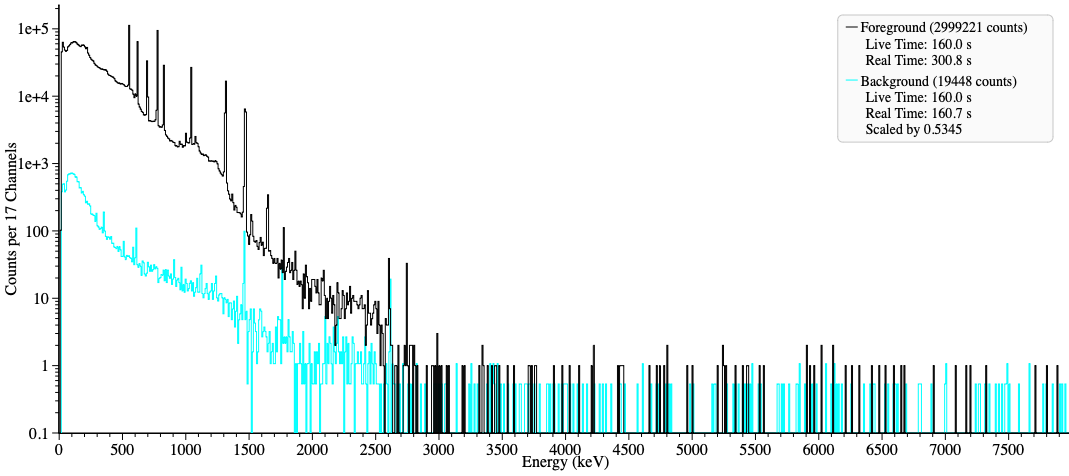 1e+5
1e+4
1e+3
100
10
1
0.1
Counts per 17 Channels
0 500 1000 1500 2000 2500 3000 3500 4000 4500 5000 5500 6000 6500 7000 7500
Energy (keV)
Foreground (2999221 counts)
Live Time: 160.0 s
Real Time: 300.8 s
Background (19448 counts)
Live Time: 160.0 s
Real Time: 160.7 s
Scaled by 0.5345